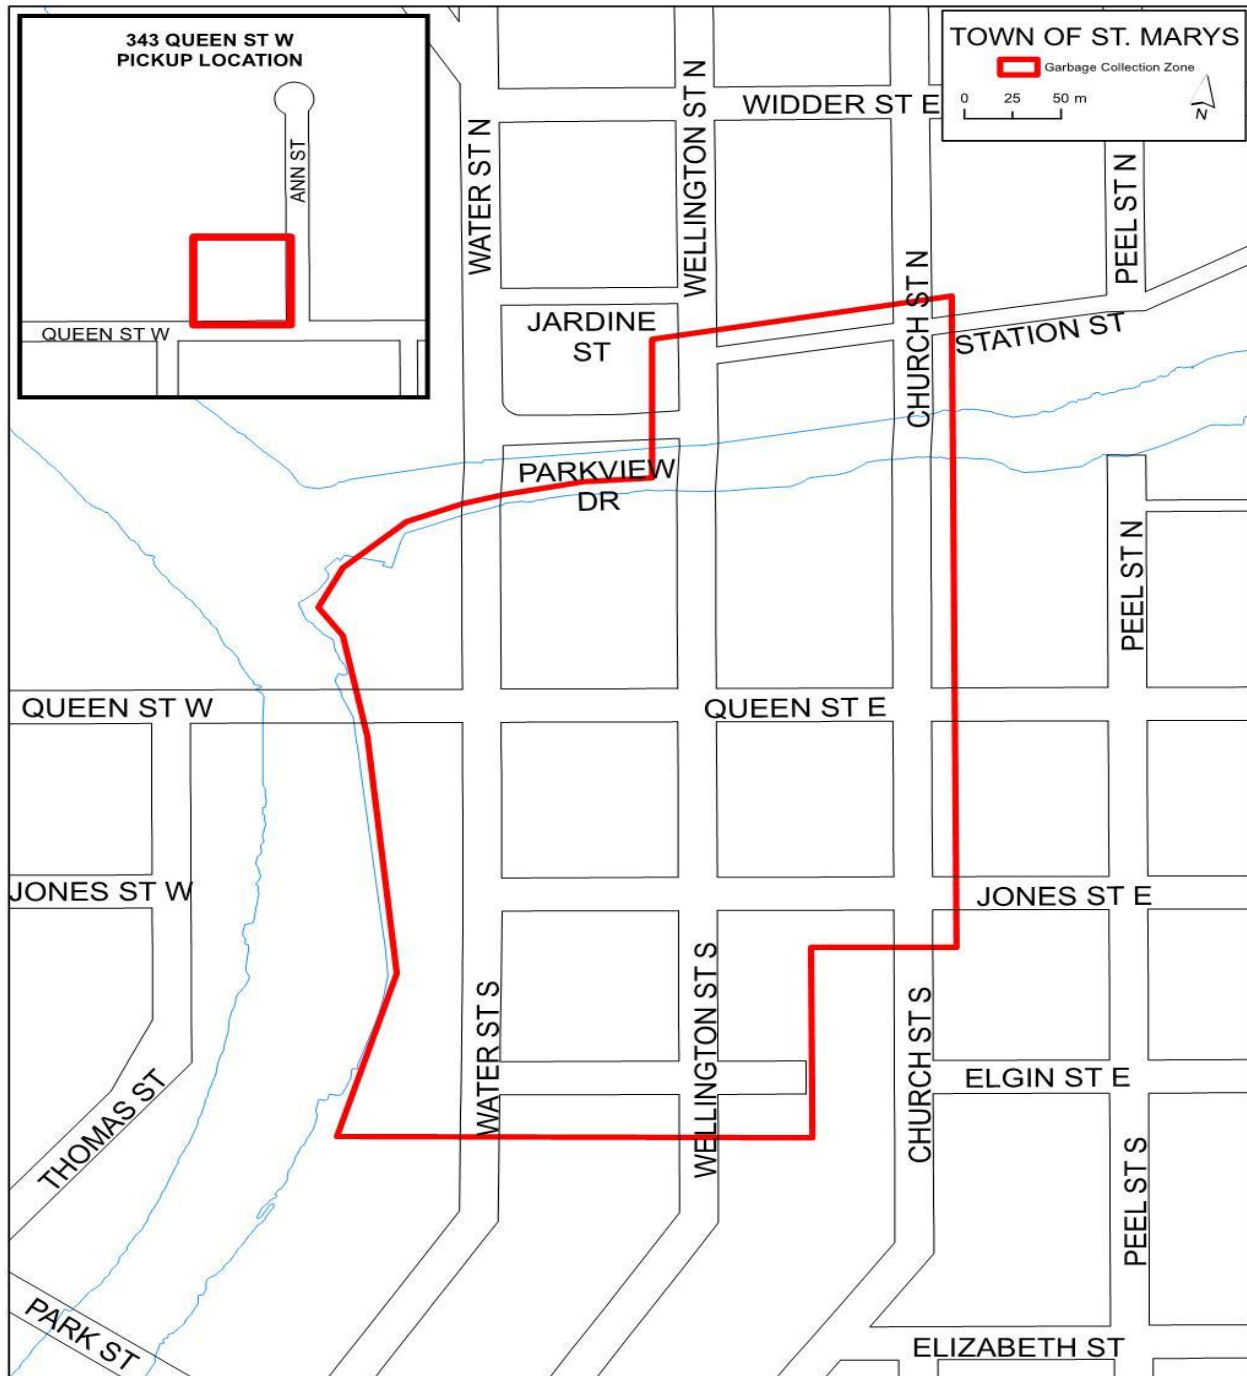 343 QUEEN ST W
PICKUP LOCATION
ANN ST
QUEEN ST W
TOWN OF ST. MARYS
Garbage Collection Zone
0 25 50 m
N
WIDDER ST E
WATER ST N
WELLINGTON ST N
PEEL ST N
CHURCH ST N
JARDINE
ST
STATION ST
PARKVIEW
DR
PEEL ST N
QUEEN ST W
QUEEN ST E
JONES ST W
JONES ST E
WATER ST S
WELLINGTON ST S
CHURCH ST S
ELGIN ST E
THOMAS ST
PEEL ST S
PARK ST
ELIZABETH ST